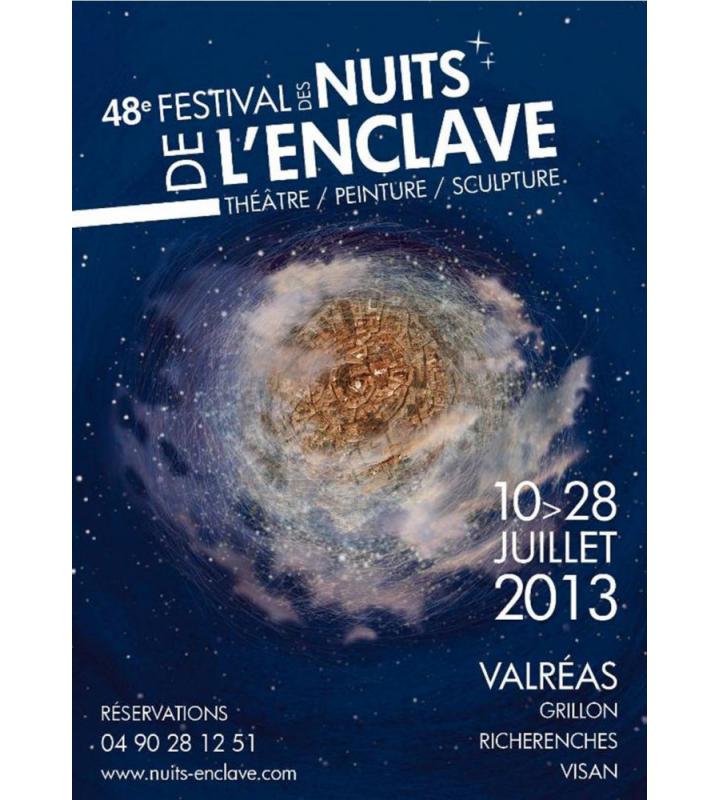 48e FESTIVAL DES NUITS
DE L'ENCLAVE
THÉÂTRE / PEINTURE / SCULPTURE
10>28
JUILLET
2013
VALRÉAS
GRILLON
RICHERENCHES
VISAN
RÉSERVATIONS
04 90 28 12 51
www.nuits-enclave.com